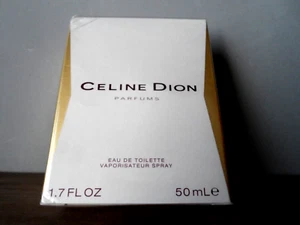 CELINE DION
PARFUMS
EAU DE TOILETTE
VAPORISATEUR SPRAY
1.7 FL OZ 50 mL e